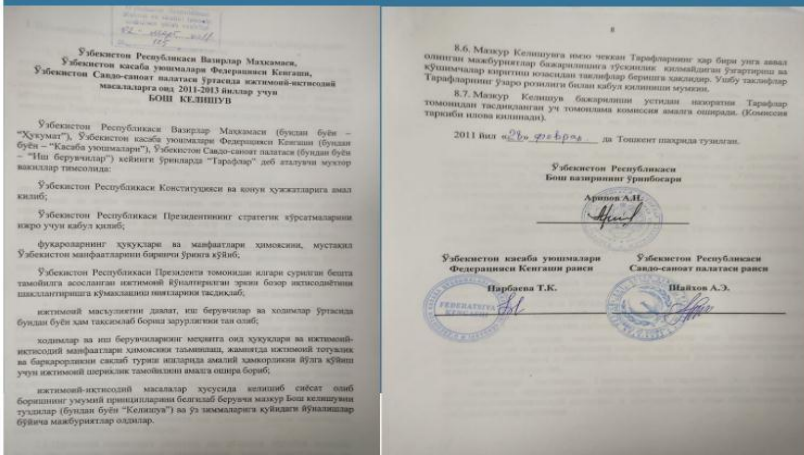 Ўзбекистон Республикаси Вазирлар Маҳкамаси,
Ўзбекистон касаба уюшмалари Федерацияси Кенгаши,
Ўзбекистон Савдо-саноат палатаси ўртасида ижтимоий-иқтисодий
масалаларга оид 2011-2013 йиллар учун
БОШ КЕЛИШУВ
Ўзбекистон Республикаси Вазирлар Маҳкамаси (бундан буён –
“Ҳукумат”), Ўзбекистон касаба уюшмалари Федерацияси Кенгаши (бундан
буён – “Касаба уюшмалари”), Ўзбекистон Савдо-саноат палатаси (бундан буён
– “Иш берувчилар”) кейинги ўринларда “Тарафлар” деб аталувчи мухтор
вакиллар тимсолида:
Ўзбекистон Республикаси Конституцияси ва қонун ҳужжатларига амал
қилиб;
Ўзбекистон Республикаси Президентининг стратегик кўрсатмаларини
ижро учун қабул қилиб;
фуқароларнинг ҳуқуқлари ва манфаатлари ҳимоясини, мустақил
Ўзбекистон манфаатларини биринчи ўринга қўйиб;
Ўзбекистон Республикаси Президенти томонидан илгари сурилган бешта
тамойилга асосланган ижтимоий йўналтирилган эркин бозор иқтисодиётини
шакллантиришга кўмаклашиш ниятларини тасдиқлаб;
ижтимоий масъулиятни давлат, иш берувчилар ва ходимлар ўртасида
бундан буён ҳам тақсимлаб бориш зарурлигини тан олиб;
ходимлар ва иш берувчиларнинг меҳнатга оид ҳуқуқлари ва ижтимоий-
иқтисодий манфаатлари ҳимоясини таъминлаш, жамиятда ижтимоий тотувлик
ва барқарорликни сақлаб туриш ишларида амалий ҳамкорликни йўлга қўйиш
учун ижтимоий шериклик тамойилини амалга ошира бориб;
ижтимоий-иқтисодий масалалар хусусида келишиб сиёсат олиб
боришнинг умумий принципларини белгилаб берувчи мазкур Бош келишувни
туздилар (бундан буён “Келишув”) ва ўз зиммаларига қуйидаги йўналишлар
бўйича мажбуриятлар олдилар.
8
8.6. Мазкур Келишувга имзо чеккан Тарафларнинг ҳар бири унга аввал
олинган мажбуриятлар бажарилишига тўсқинлик қилмайдиган ўзгартириш ва
қўшимчалар киритиш юзасидан таклифлар беришга ҳақлидир. Ушбу таклифлар
Тарафларнинг ўзаро розилиги билан қабул қилиниши мумкин.
8.7. Мазкур Келишув бажарилиши устидан назоратни Тарафлар
томонидан тасдиқланган уч томонлама комиссия амалга оширади. (Комиссия
таркиби илова қилинади).
2011 йил «28» феврал да Тошкент шаҳрида тузилган.
Ўзбекистон Республикаси
Бош вазирининг ўринбосари
Арипов А.Н.
Ўзбекистон касаба уюшмалари
Федерацияси Кенгаши раиси
Нарбаева Т.К.
FEDERATSIYA
KENGASHI
Ўзбекистон Республикаси
Савдо-саноат палатаси раиси
Шайхов А.Э.